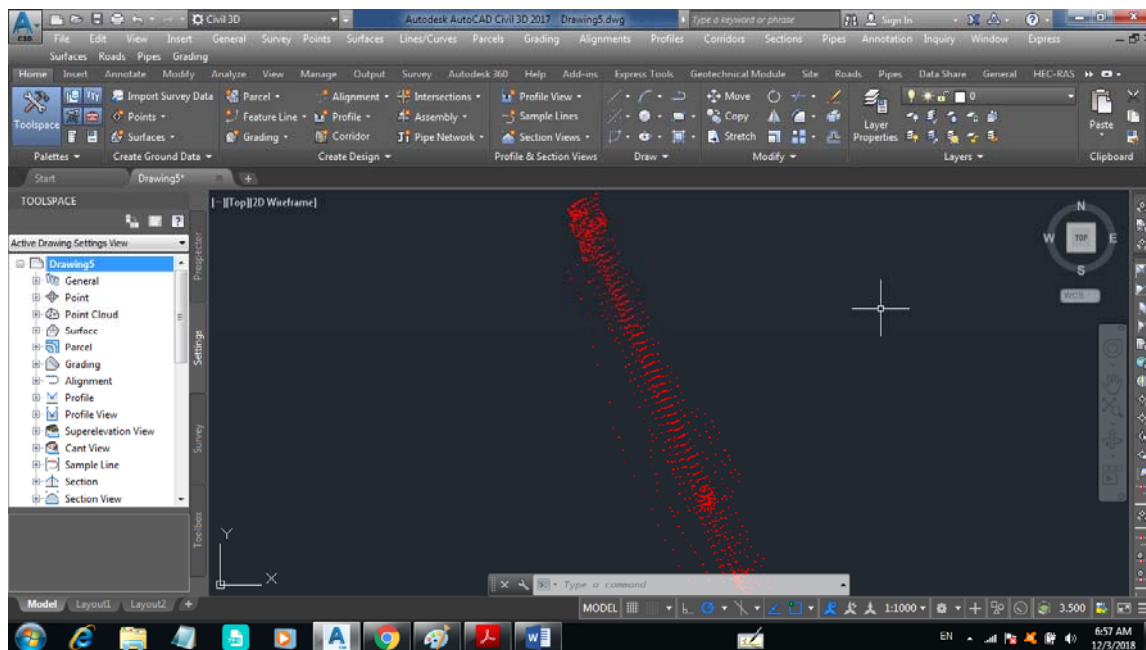 Civil 3D
Autodesk AutoCAD Civil 3D 2017 Drawing5.dwg
Type a keyword or phrase
Sign In
C3D
File Edit View Insert General Survey Points Surfaces Lines/Curves Parcels Grading Alignments Profiles Corridors Sections Pipes Annotation Inquiry Window Express
Surfaces Roads Pipes Grading
Home Insert Annotate Modify Analyze View Manage Output Survey Autodesk 360 Help Add-ins Express Tools Geotechnical Module Site Roads Pipes Data Share General HEC-RAS
Import Survey Data Parcel Alignment Intersections Profile View Move 0
Toolspace Points Feature Line Profile Assembly Sample Lines Copy Layer Properties Paste
Surfaces Grading Corridor Pipe Network Section Views Stretch
Palettes Create Ground Data Create Design Profile & Section Views Draw Modify Layers Clipboard
Start Drawing5*
TOOLSPACE
[-][Top][2D Wireframe]
Active Drawing Settings View
Drawing5
General
Point
Point Cloud
Surface
Parcel
Grading
Alignment
Profile
Profile View
Superelevation View
Cant View
Sample Line
Section
Section View
Prospector
Settings
Survey
Toolbox
N
W TOP E
S
WCS
Y
X
Type a command
Model Layout1 Layout2 +
MODEL 1:1000 3.500
EN 6:57 AM
12/3/2018